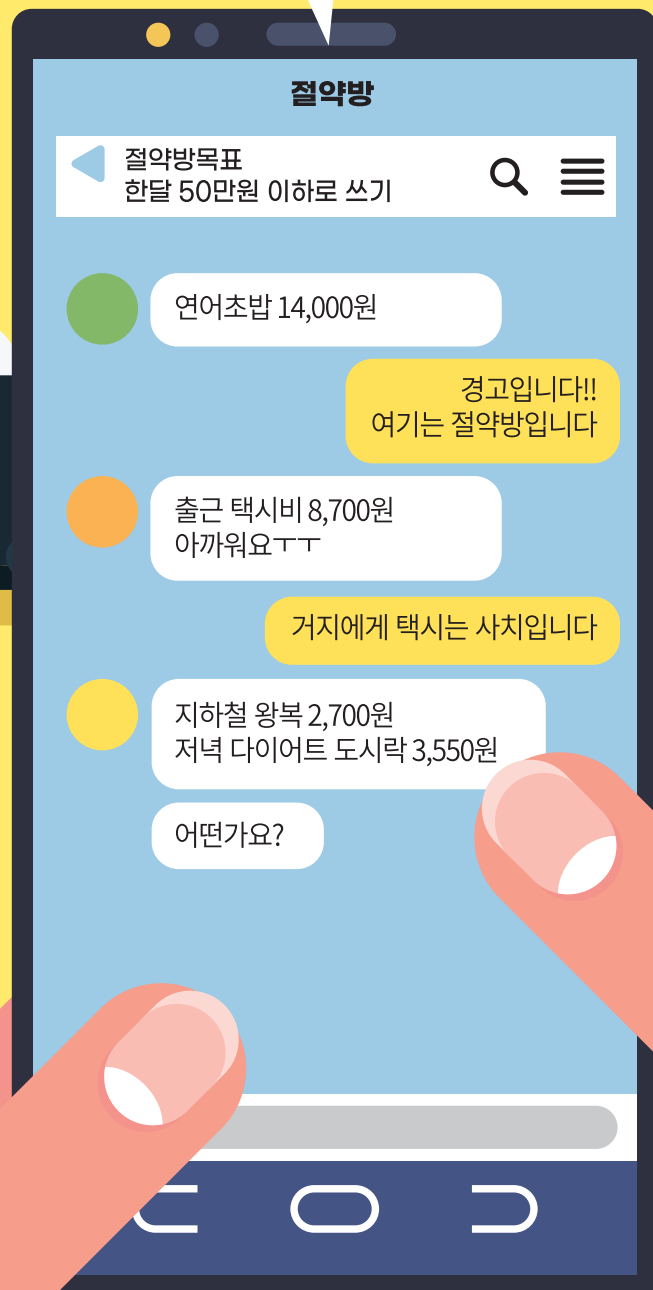 절약방
절약방목표
한달 50만원 이하로 쓰기
연어초밥 14,000원
경고입니다!!
여기는 절약방입니다
출근 택시비 8,700원
아까워요ㅜㅜ
거지에게 택시는 사치입니다
지하철 왕복 2,700원
저녁 다이어트 도시락 3,550원
어떤가요?